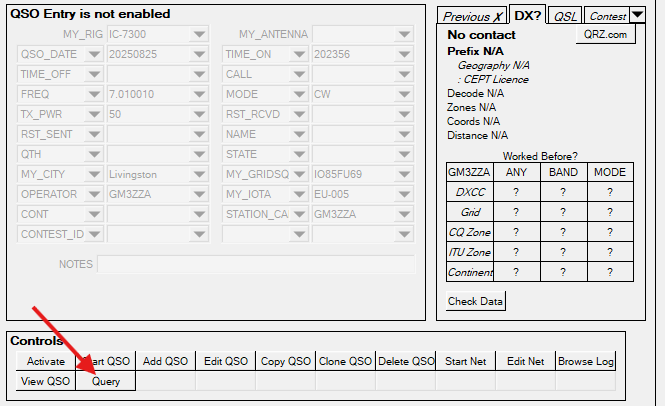 QSO Entry is not enabled
MY_RIG IC-7300 MY_ANTENNA
QSO_DATE 20250825 TIME_ON 202356
TIME_OFF CALL
FREQ 7.010010 MODE CW
TX_PWR 50 RST_RCVD
RST_SENT NAME
QTH STATE
MY_CITY Livingston MY_GRIDSQ IO85FU69
OPERATOR GM3ZZA MY_IOTA EU-005
CONT STATION_CA GM3ZZA
CONTEST_ID
NOTES
Previous X DX? QSL Contest
No contact QRZ.com
Prefix N/A
Geography N/A
: CEPT Licence
Decode N/A
Zones N/A
Coords N/A
Distance N/A
Worked Before?
GM3ZZA ANY BAND MODE
DXCC ? ? ?
Grid ? ? ?
CQ Zone ? ? ?
ITU Zone ? ? ?
Continent ? ? ?
Check Data
Controls
Activate art QSO Add QSO Edit QSO Copy QSO Clone QSO Delete QSO Start Net Edit Net Browse Log
View QSO Query